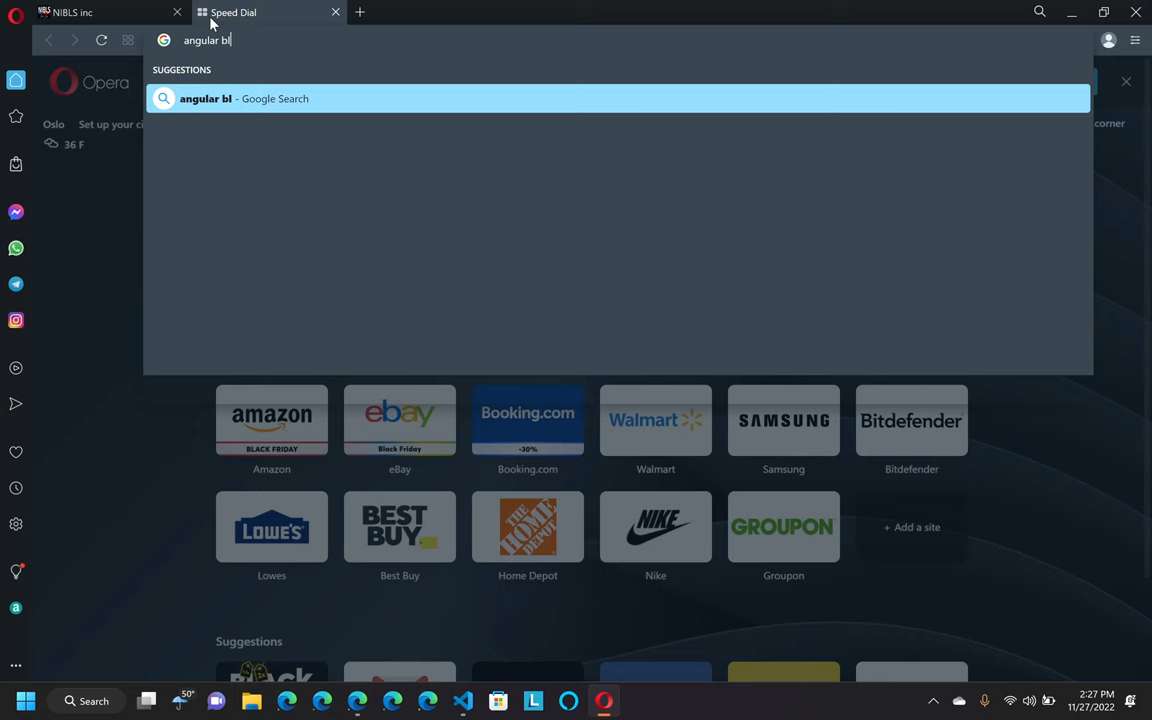 NIBLS inc
Speed Dial
angular bl
SUGGESTIONS
angular bl - Google Search
Opera
Oslo Set up your ci
corner
36 F
amazon
BLACK FRIDAY
Amazon
ebay
Black Friday
eBay
Booking.com
-30%
Booking.com
Walmart
Walmart
SAMSUNG
Samsung
Bitdefender
Bitdefender
LOWE'S
Lowes
BEST BUY
Best Buy
THE HOME DEPOT
Home Depot
NIKE
Nike
GROUPON
Groupon
+ Add a site
Suggestions
Search
50°
L
2:27 PM
11/27/2022